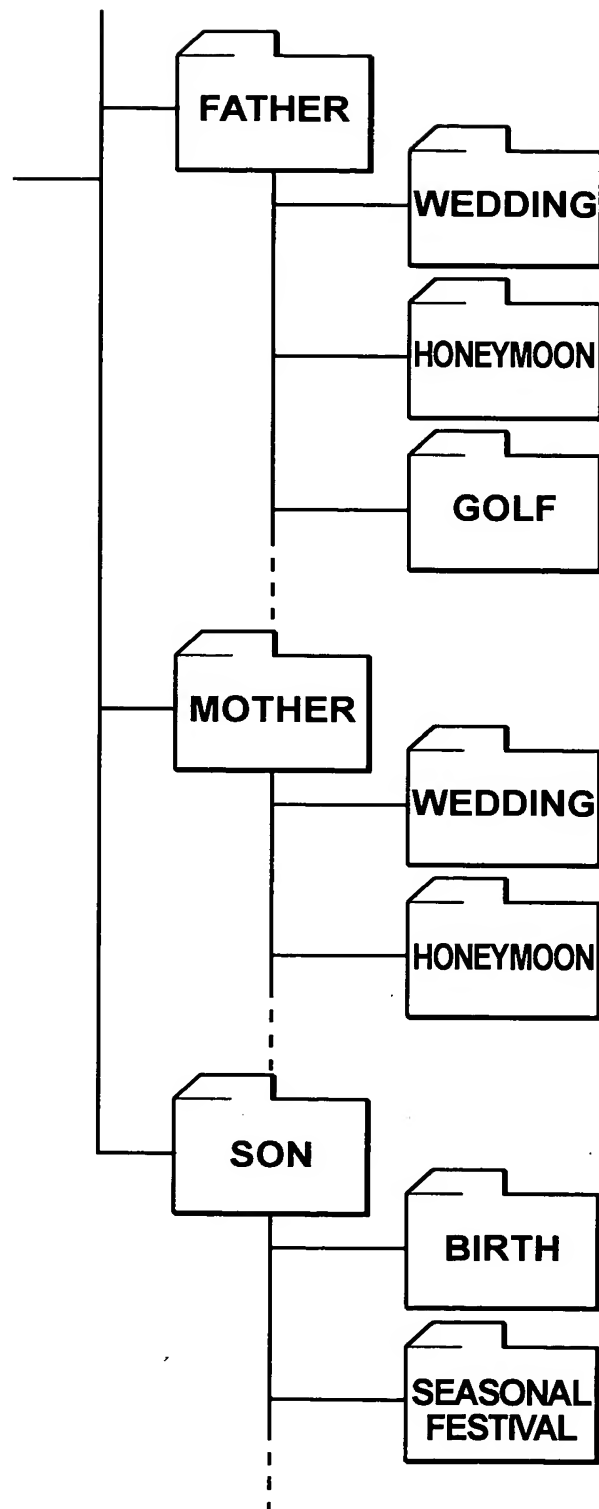 FATHER
WEDDING
HONEYMOON
GOLF
MOTHER
WEDDING
HONEYMOON
SON
BIRTH
SEASONAL
FESTIVAL